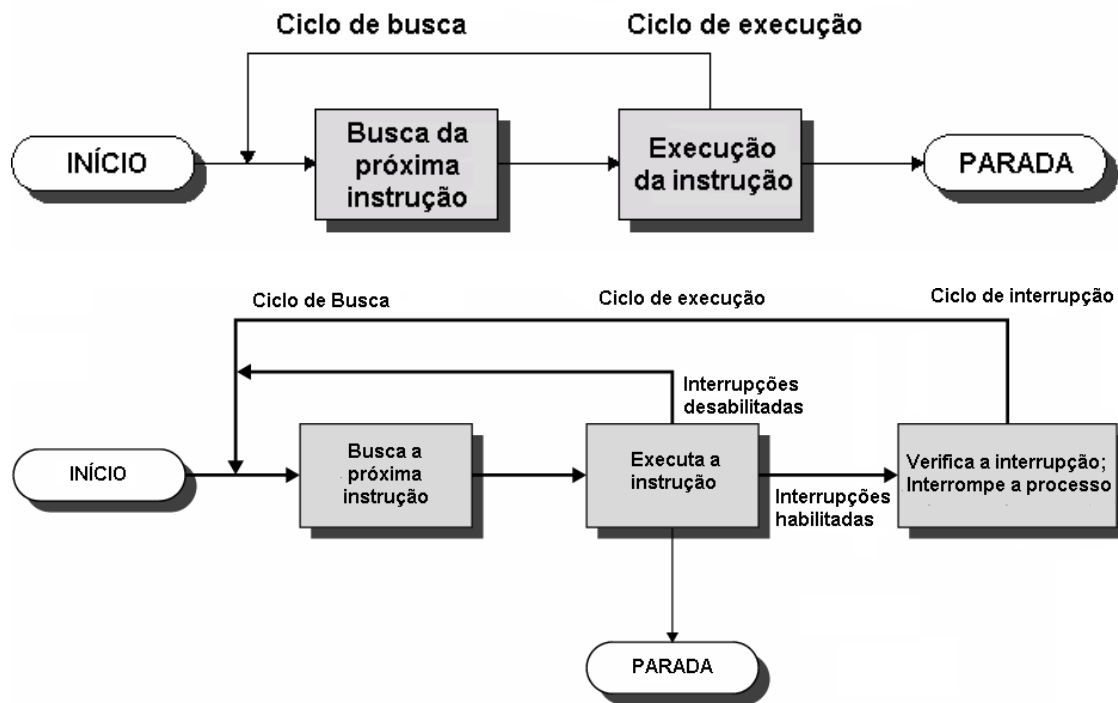 Ciclo de busca
Ciclo de execução
INÍCIO
Busca da
próxima
instrução
Execução
da instrução
PARADA
Ciclo de Busca
Ciclo de execução
Ciclo de interrupção
Interrupções
desabilitadas
INÍCIO
Busca a
próxima
instrução
Executa a
instrução
Interrupções
habilitadas
Verifica a interrupção;
Interrompe a processo
PARADA